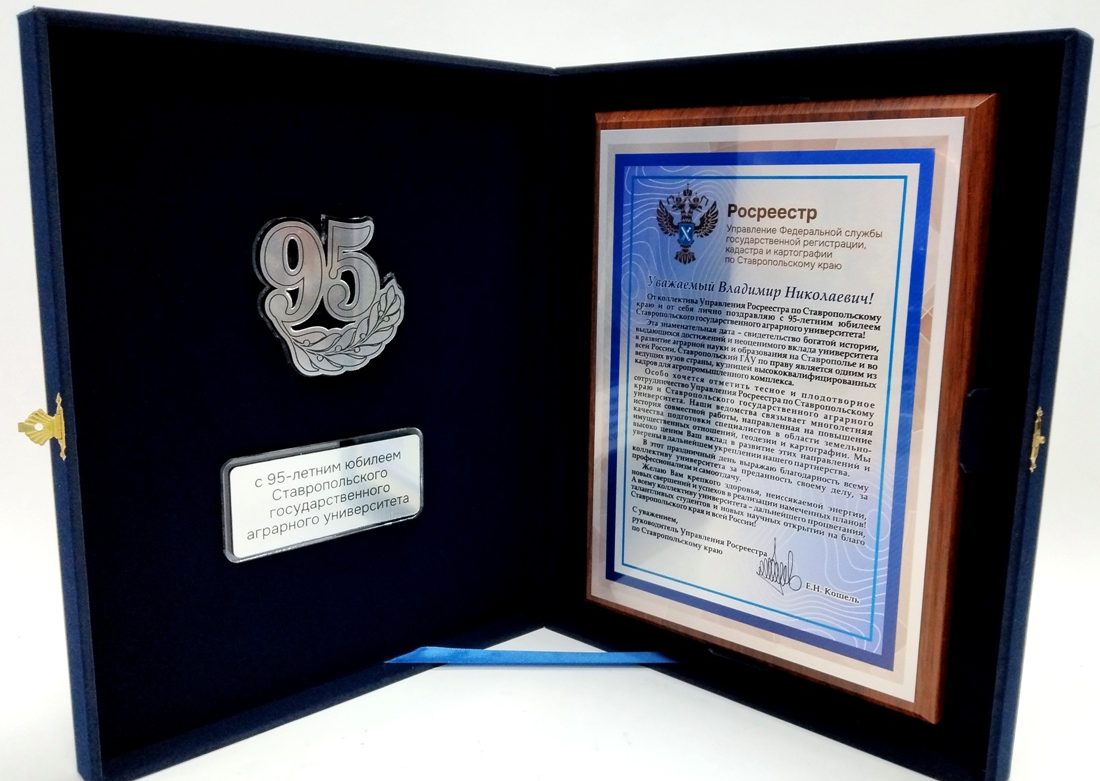 95
с 95-летним юбилеем
Ставропольского
государственного
аграрного университета
Росреестр
Управление Федеральной службы
государственной регистрации,
кадастра и картографии
по Ставропольскому краю
Уважаемый Владимир Николаевич!
От коллектива Управления Росреестра по Ставропольскому
краю и от себя лично поздравляю с 95-летним юбилеем
Ставропольского государственного аграрного университета!
Эта знаменательная дата – свидетельство богатой истории,
выдающихся достижений и неоценимого вклада университета
в развитие аграрной науки и образования на Ставрополье и во
всей России. Ставропольский ГАУ по праву является одним из
ведущих вузов страны, кузницей высококвалифицированных
кадров для агропромышленного комплекса.
Особо хочется отметить тесное и плодотворное
сотрудничество Управления Росреестра по Ставропольскому
краю и Ставропольского государственного аграрного
университета. Наши ведомства связывает многолетняя
история совместной работы, направленная на повышение
качества подготовки специалистов в области земельно-
имущественных отношений, геодезии и картографии. Мы
высоко ценим Ваш вклад в развитие этих направлений и
уверены в дальнейшем укреплении нашего партнерства.
В этот праздничный день выражаю благодарность всему
коллективу университета за преданность своему делу, за
профессионализм и самоотдачу.
Желаю Вам крепкого здоровья, неиссякаемой энергии,
новых свершений и успехов в реализации намеченных планов!
А всему коллективу университета – дальнейшего процветания,
талантливых студентов и новых научных открытий на благо
Ставропольского края и всей России!
С уважением,
руководитель Управления Росреестра
по Ставропольскому краю
Е.Н. Кошель